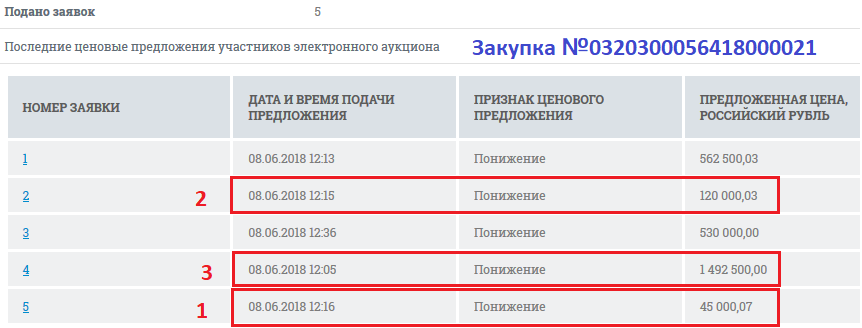 Подано заявок 5
Последние ценовые предложения участников электронного аукциона Закупка №0320300056418000021
НОМЕР ЗАЯВКИ ДАТА И ВРЕМЯ ПОДАЧИ ПРЕДЛОЖЕНИЯ ПРИЗНАК ЦЕНОВОГО ПРЕДЛОЖЕНИЯ ПРЕДЛОЖЕННАЯ ЦЕНА, РОССИЙСКИЙ РУБЛЬ
1 08.06.2018 12:13 Понижение 562 500,03
2 2 08.06.2018 12:15 Понижение 120 000,03
3 08.06.2018 12:36 Понижение 530 000,00
4 3 08.06.2018 12:05 Понижение 1 492 500,00
5 1 08.06.2018 12:16 Понижение 45 000,07